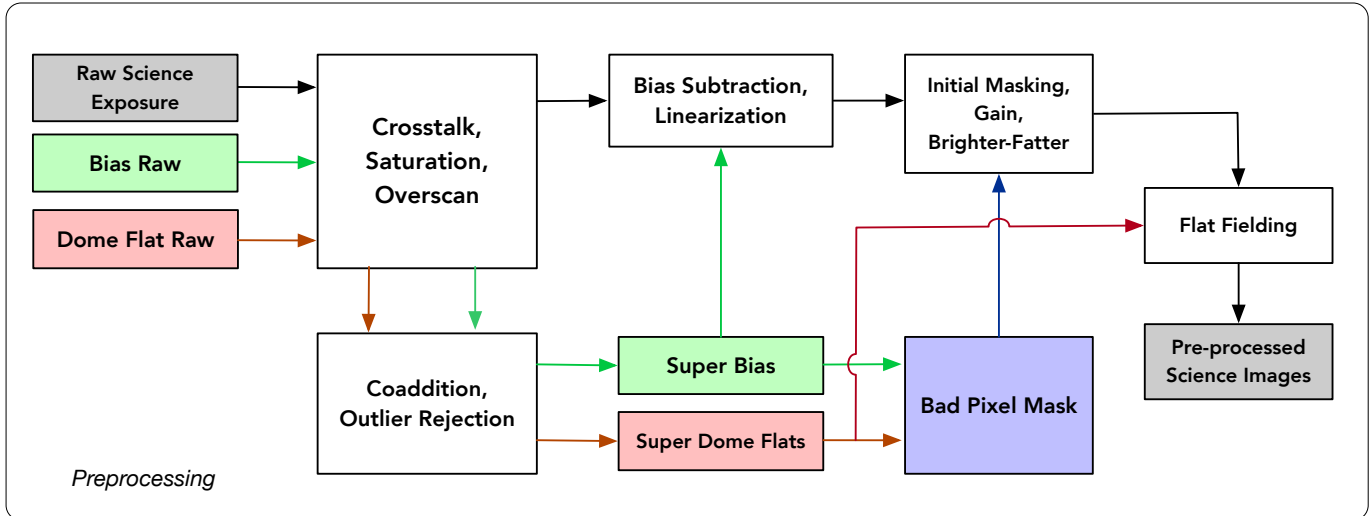 Raw Science
Exposure
Bias Raw
Dome Flat Raw
Crosstalk,
Saturation,
Overscan
Bias Subtraction,
Linearization
Initial Masking,
Gain,
Brighter-Fatter
Flat Fielding
Coaddition,
Outlier Rejection
Super Bias
Super Dome Flats
Bad Pixel Mask
Pre-processed
Science Images
Preprocessing